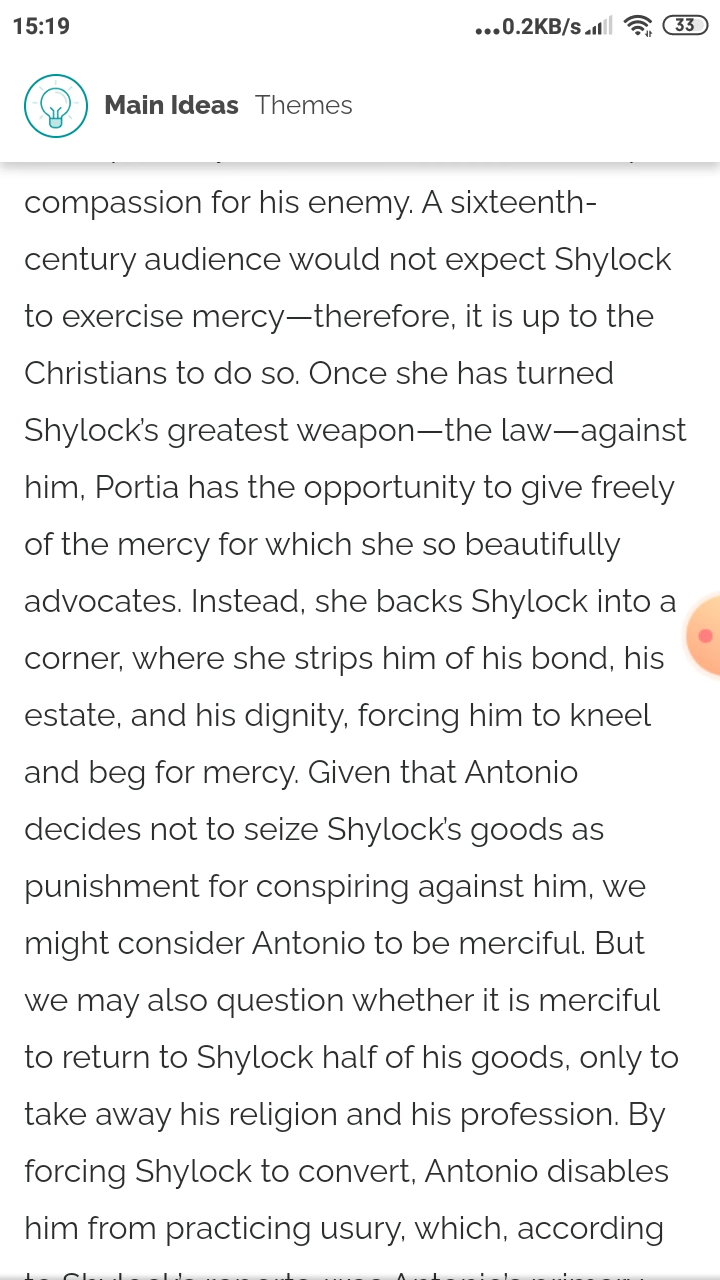 15:19
...0.2KB/s
33
Main Ideas Themes
compassion for his enemy. A sixteenth-
century audience would not expect Shylock
to exercise mercy—therefore, it is up to the
Christians to do so. Once she has turned
Shylock’s greatest weapon—the law—against
him, Portia has the opportunity to give freely
of the mercy for which she so beautifully
advocates. Instead, she backs Shylock into a
corner, where she strips him of his bond, his
estate, and his dignity, forcing him to kneel
and beg for mercy. Given that Antonio
decides not to seize Shylock’s goods as
punishment for conspiring against him, we
might consider Antonio to be merciful. But
we may also question whether it is merciful
to return to Shylock half of his goods, only to
take away his religion and his profession. By
forcing Shylock to convert, Antonio disables
him from practicing usury, which, according